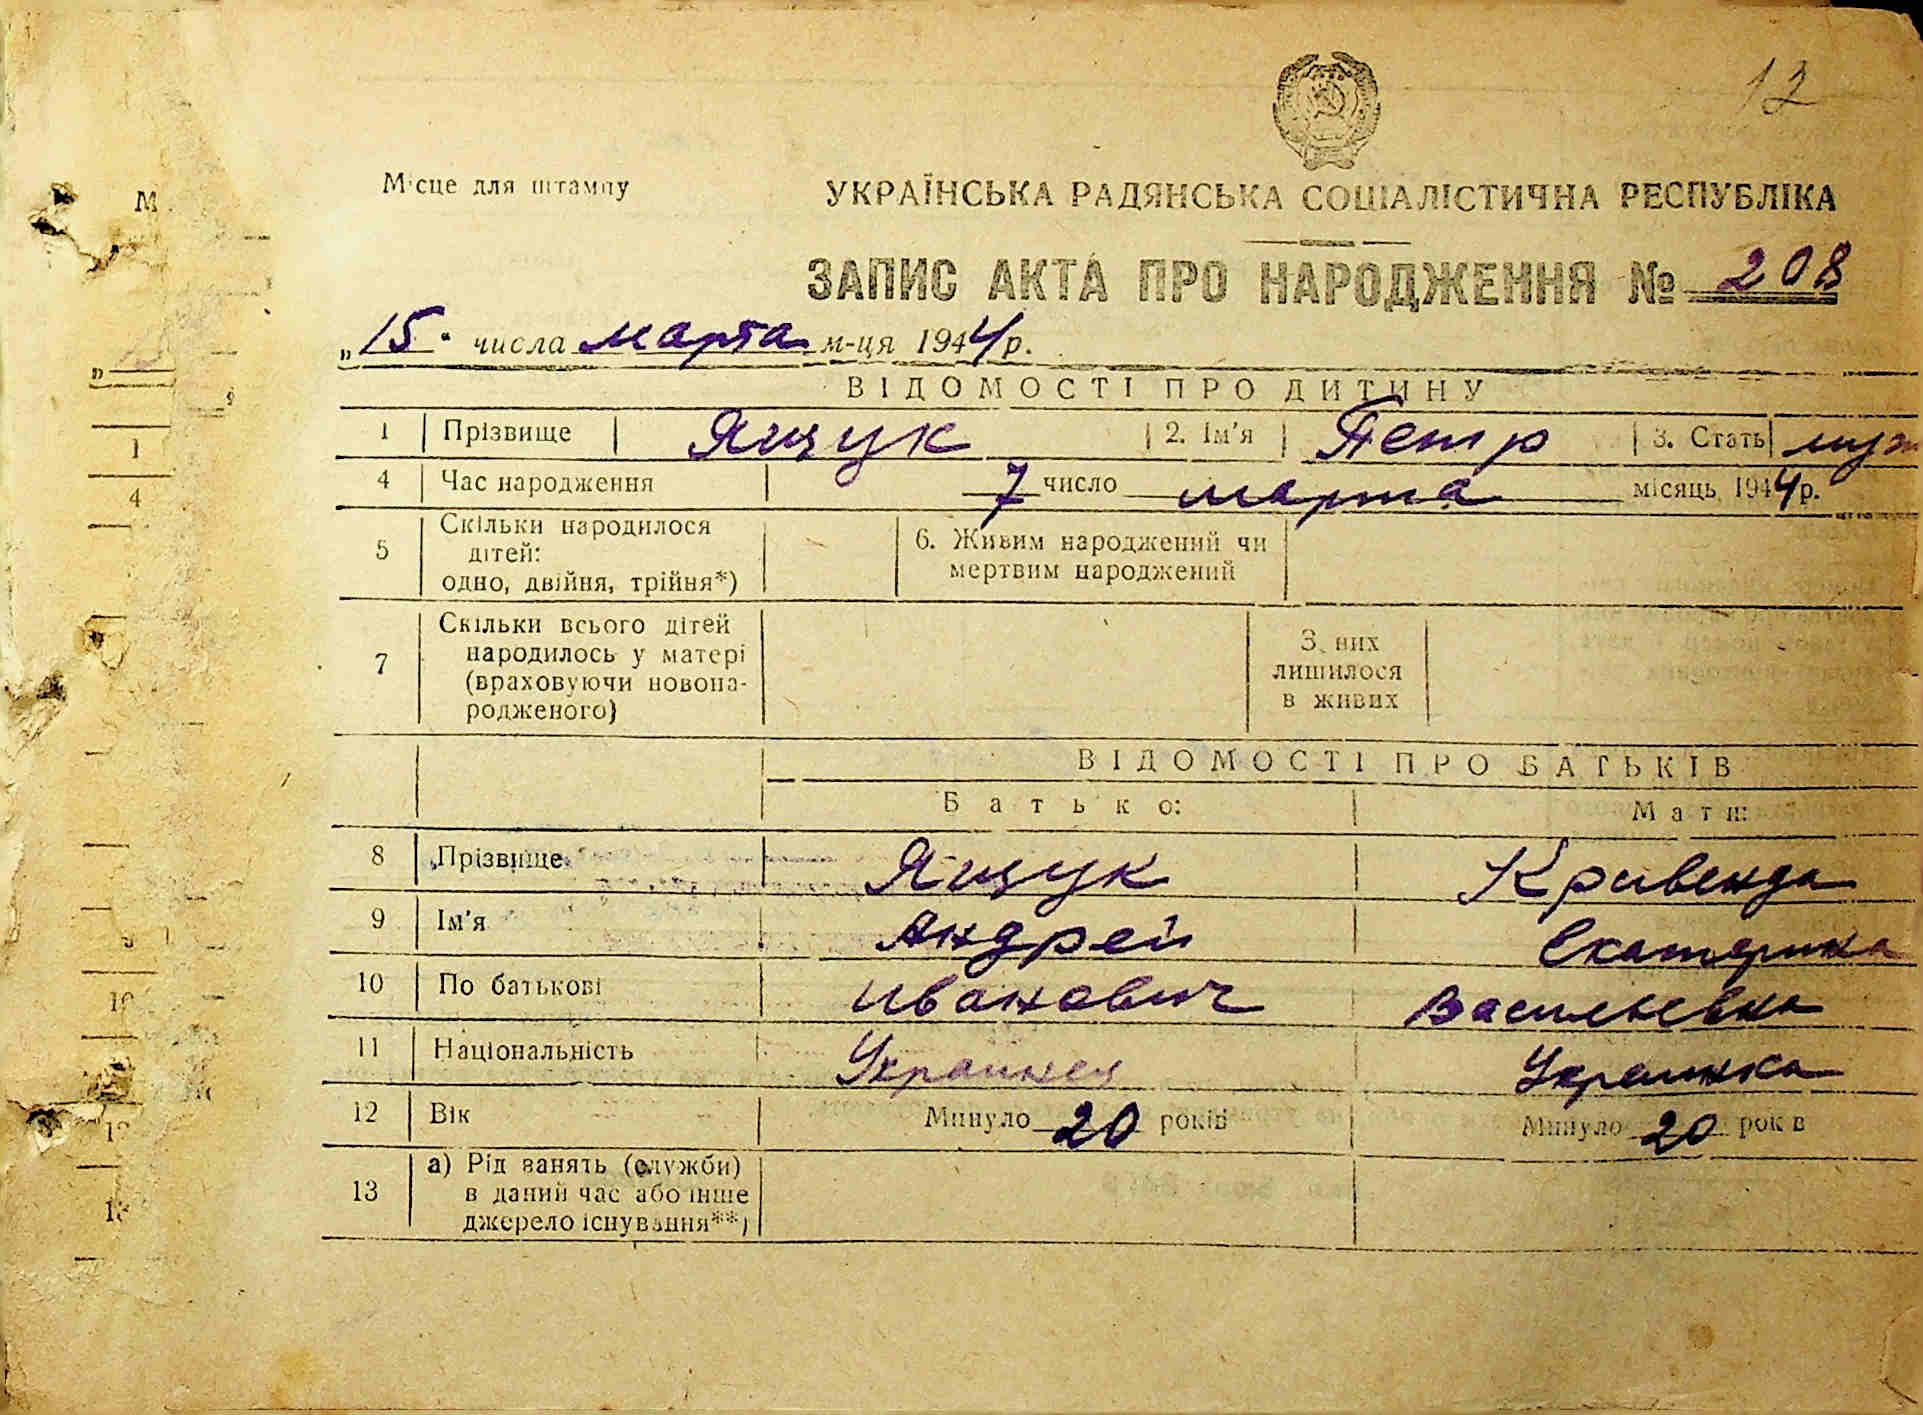 12
Місце для штампу
УКРАЇНСЬКА РАДЯНСЬКА СОЦІАЛІСТИЧНА РЕСПУБЛІКА
ЗАПИС АКТА ПРО НАРОДЖЕННЯ № 208
„15“ числа марта м-ця 1944 р.
ВІДОМОСТІ ПРО ДИТИНУ
1 Прізвище Ящук 2. Ім'я Петр 3. Стать муж
4 Час народження 7 число марта місяць 1944 р.
5 Скільки народилося дітей: одно, двійня, трійня*)
6. Живим народжений чи мертвим народжений
7 Скільки всього дітей народилось у матері (враховуючи новона-
родженого)
З них лишилося в живих
ВІДОМОСТІ ПРО БАТЬКІВ
Батько: Мати:
8 Прізвище Ящук Кривенда
9 Ім'я Андрей Екатерина
10 По батькові Иванович Васильевна
11 Національність Украинец Украинка
12 Вік Минуло 20 років Минуло 20 років
13 а) Рід занять (служби)
в даний час або інше
джерело існування**)
М
1
4